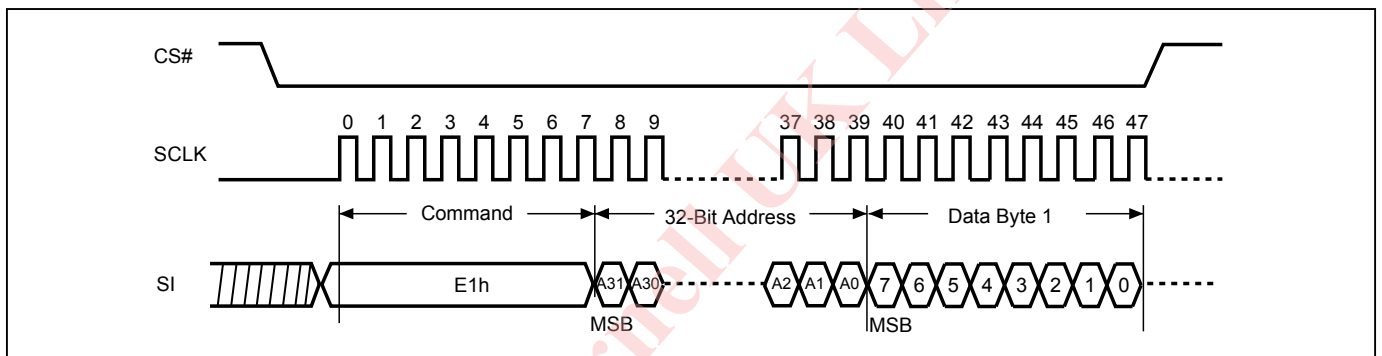 CS#
0 1 2 3 4 5 6 7 8 9 37 38 39 40 41 42 43 44 45 46 47
SCLK
Command 32-Bit Address Data Byte 1
SI E1h A31 A30 A2 A1 A0 7 6 5 4 3 2 1 0
MSB MSB
rnell UK L